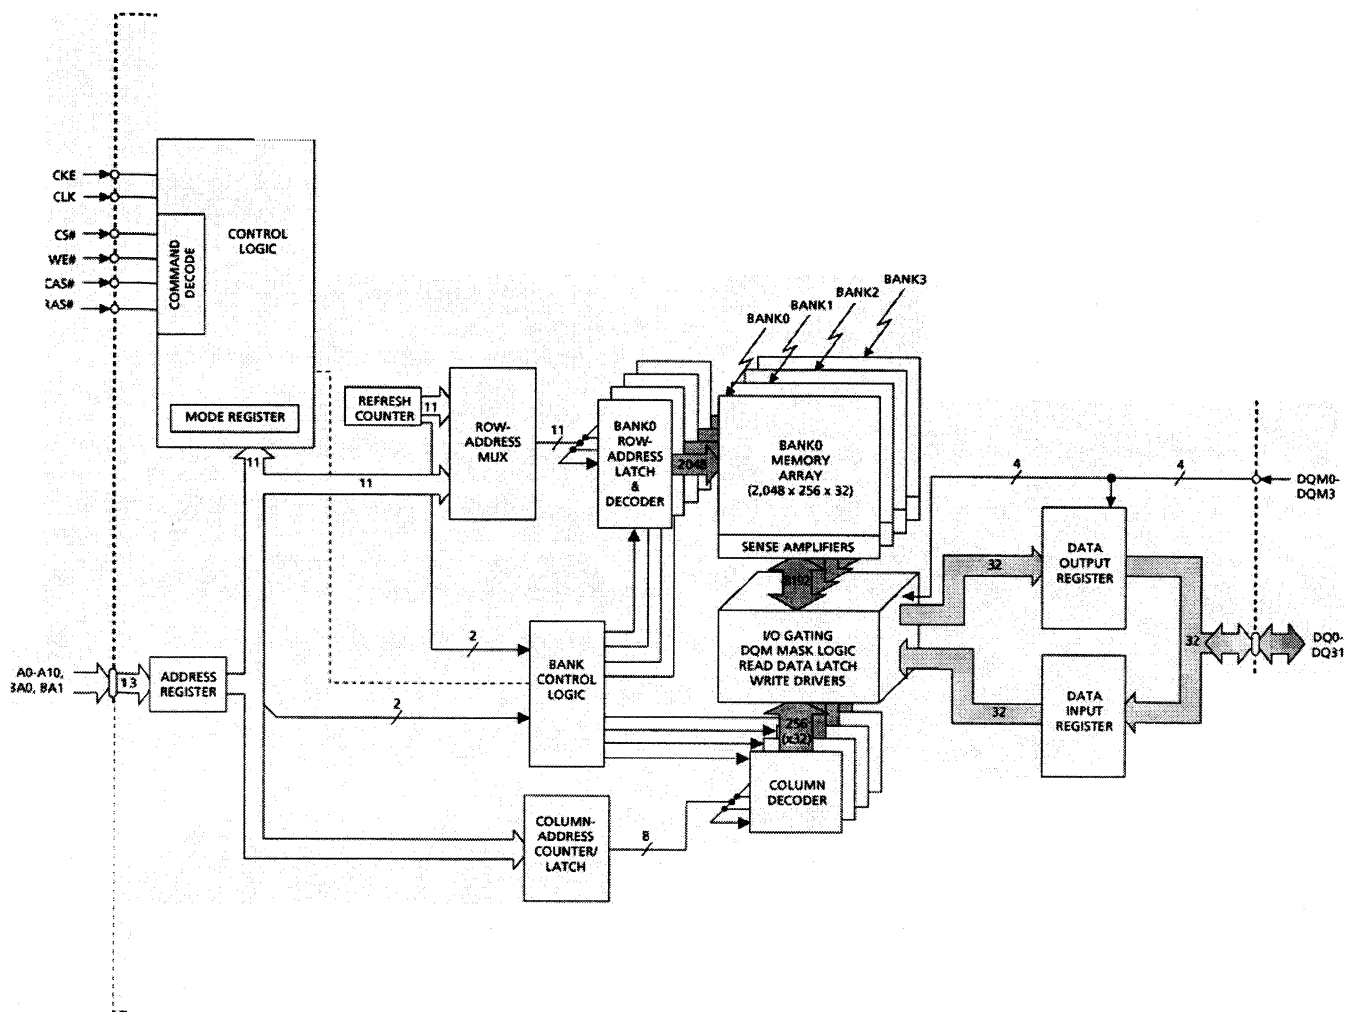 CKE
CLK
CS#
WE#
CAS#
RAS#
COMMAND
DECODE
CONTROL
LOGIC
MODE REGISTER
11
REFRESH
COUNTER
11
11
ROW-
ADDRESS
MUX
11
BANK0
ROW-
ADDRESS
LATCH
&
DECODER
2048
BANK0
BANK1
BANK2
BANK3
BANK0
MEMORY
ARRAY
(2,048 x 256 x 32)
SENSE AMPLIFIERS
8192
I/O GATING
DQM MASK LOGIC
READ DATA LATCH
WRITE DRIVERS
4
4
DQM0-
DQM3
32
DATA
OUTPUT
REGISTER
32
DQ0-
DQ31
32
DATA
INPUT
REGISTER
A0-A10,
BA0, BA1
13
ADDRESS
REGISTER
2
2
BANK
CONTROL
LOGIC
256
(x32)
COLUMN
DECODER
COLUMN-
ADDRESS
COUNTER/
LATCH
8